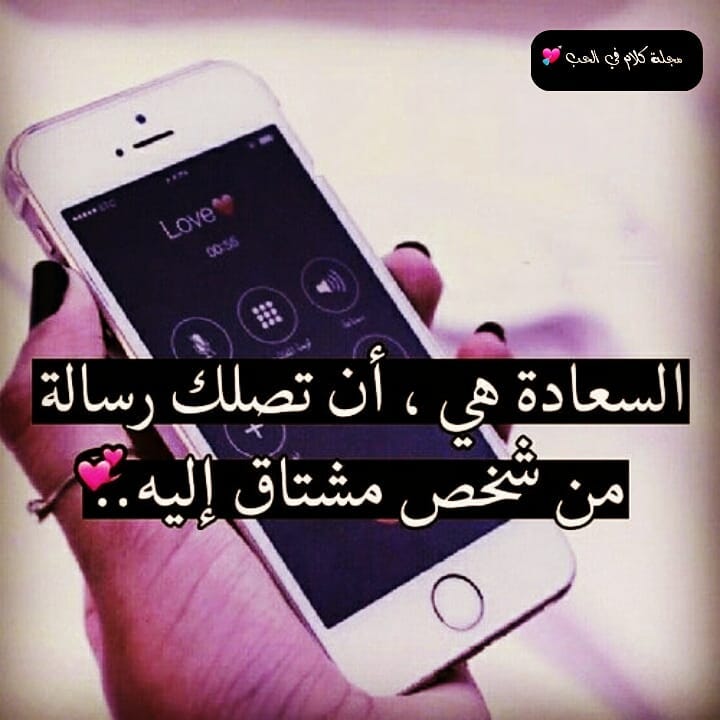 مجلة كلام في الحب 💘
Love❤
00:55
السعادة هي ، أن تصلك رسالة
من شخص مشتاق إليه..💕